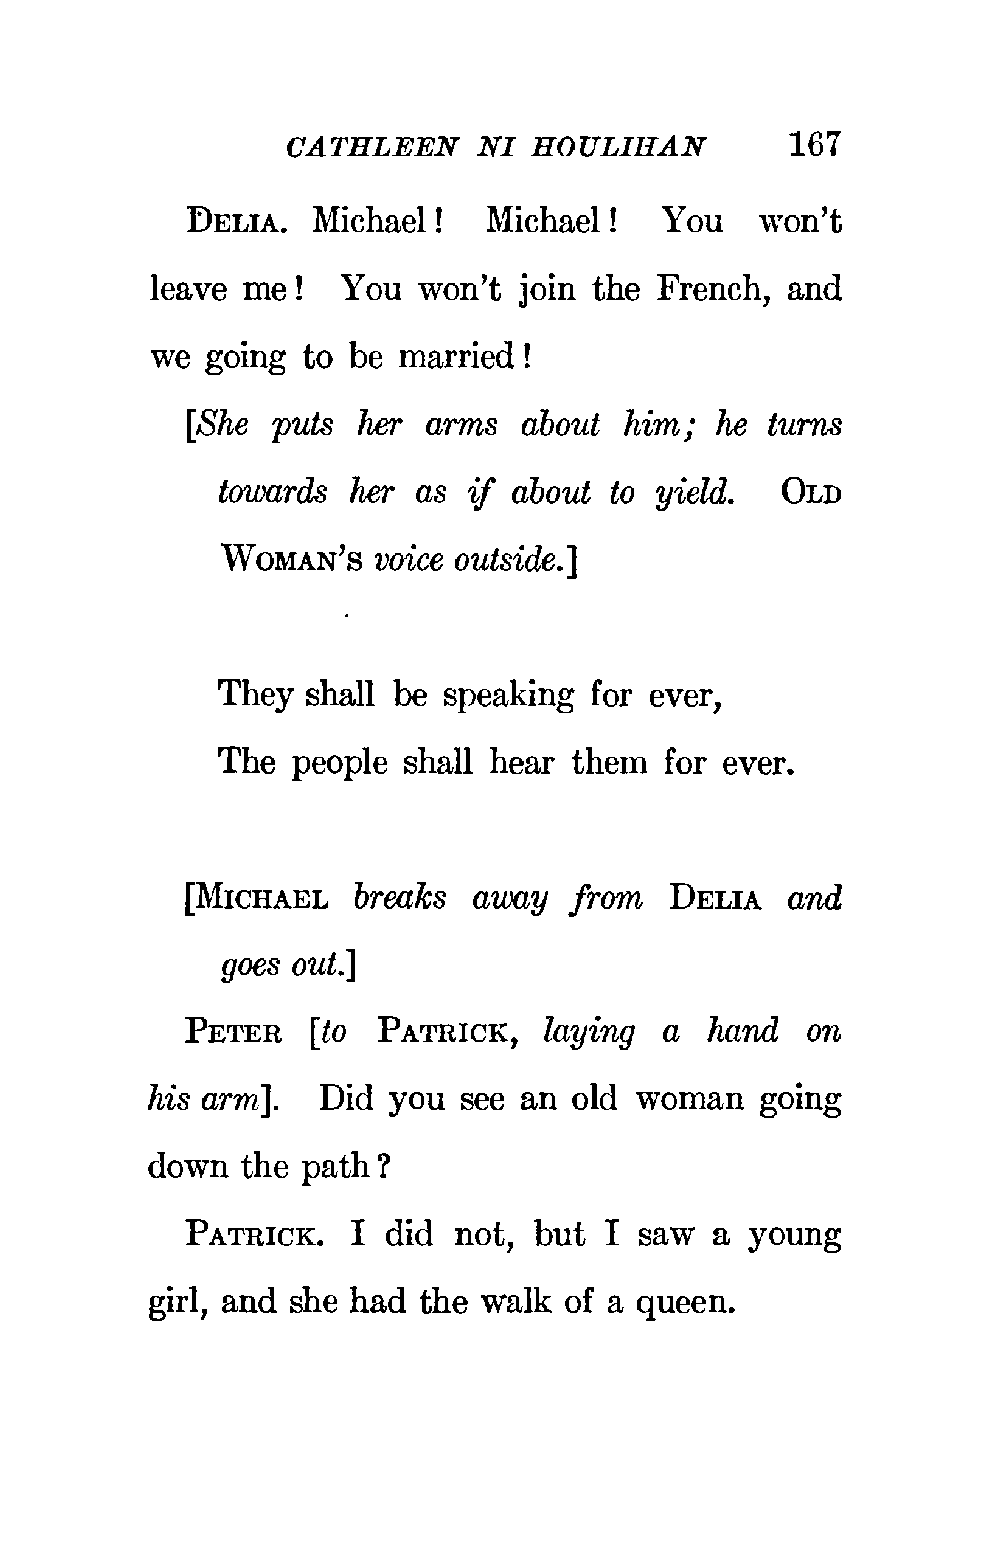 CATHLEEN NI HOULIHAN 167
DELIA. Michael! Michael! You won't
leave me! You won't join the French, and
we going to be married!
[She puts her arms about him; he turns
towards her as if about to yield. OLD
WOMAN'S voice outside.]
They shall be speaking for ever,
The people shall hear them for ever.
[MICHAEL breaks away from DELIA and
goes out.]
PETER [to PATRICK, laying a hand on
his arm]. Did you see an old woman going
down the path?
PATRICK. I did not, but I saw a young
girl, and she had the walk of a queen.